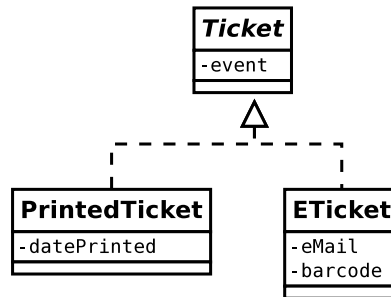 Ticket
-event
PrintedTicket
-datePrinted
ETicket
-eMail
-barcode